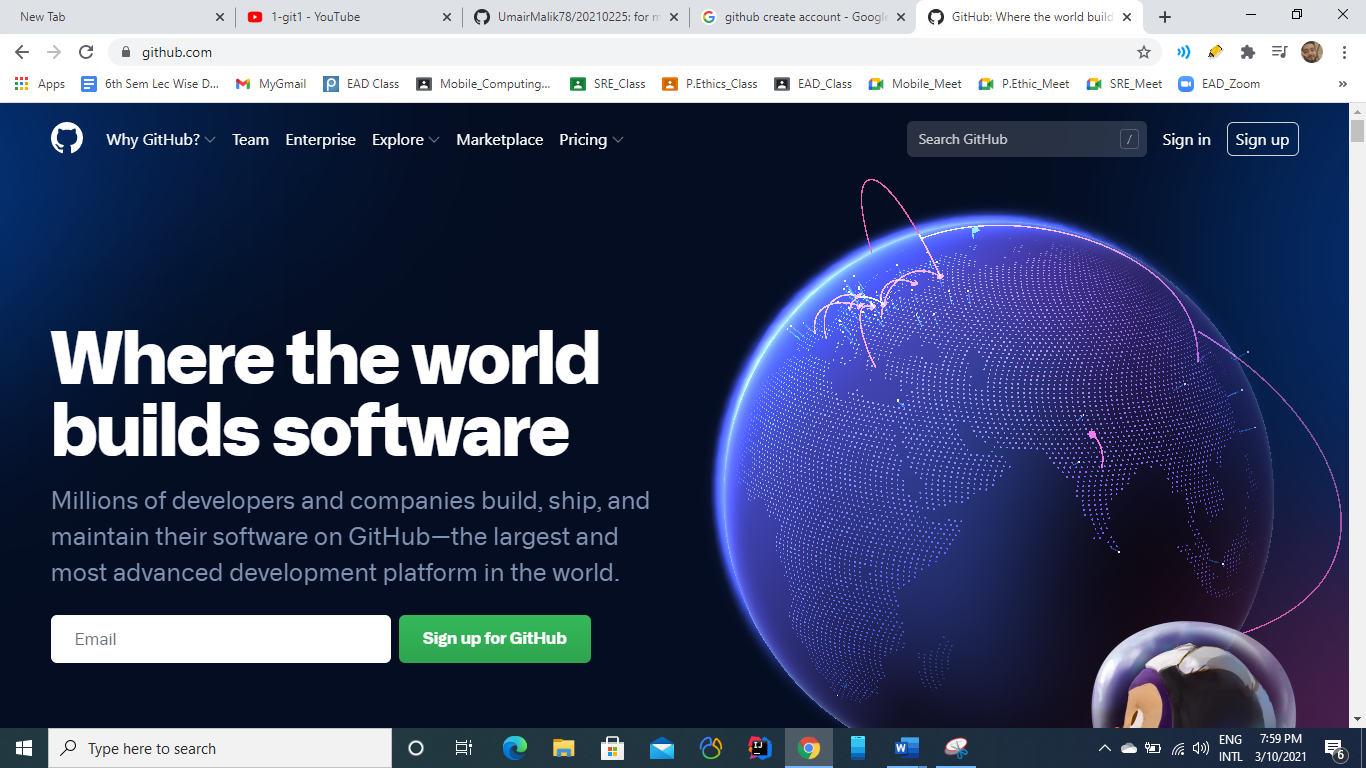 New Tab
1-git1 - YouTube
UmairMalik78/20210225: for m
github create account - Google
GitHub: Where the world build
github.com
Apps
6th Sem Lec Wise D...
MyGmail
EAD Class
Mobile_Computing...
SRE_Class
P.Ethics_Class
EAD_Class
Mobile_Meet
P.Ethic_Meet
SRE_Meet
EAD_Zoom
»
Why GitHub?
Team
Enterprise
Explore
Marketplace
Pricing
Search GitHub
/
Sign in
Sign up
Where the world
builds software
Millions of developers and companies build, ship, and
maintain their software on GitHub—the largest and
most advanced development platform in the world.
Email
Sign up for GitHub
Type here to search
ENG
INTL
7:59 PM
3/10/2021
6